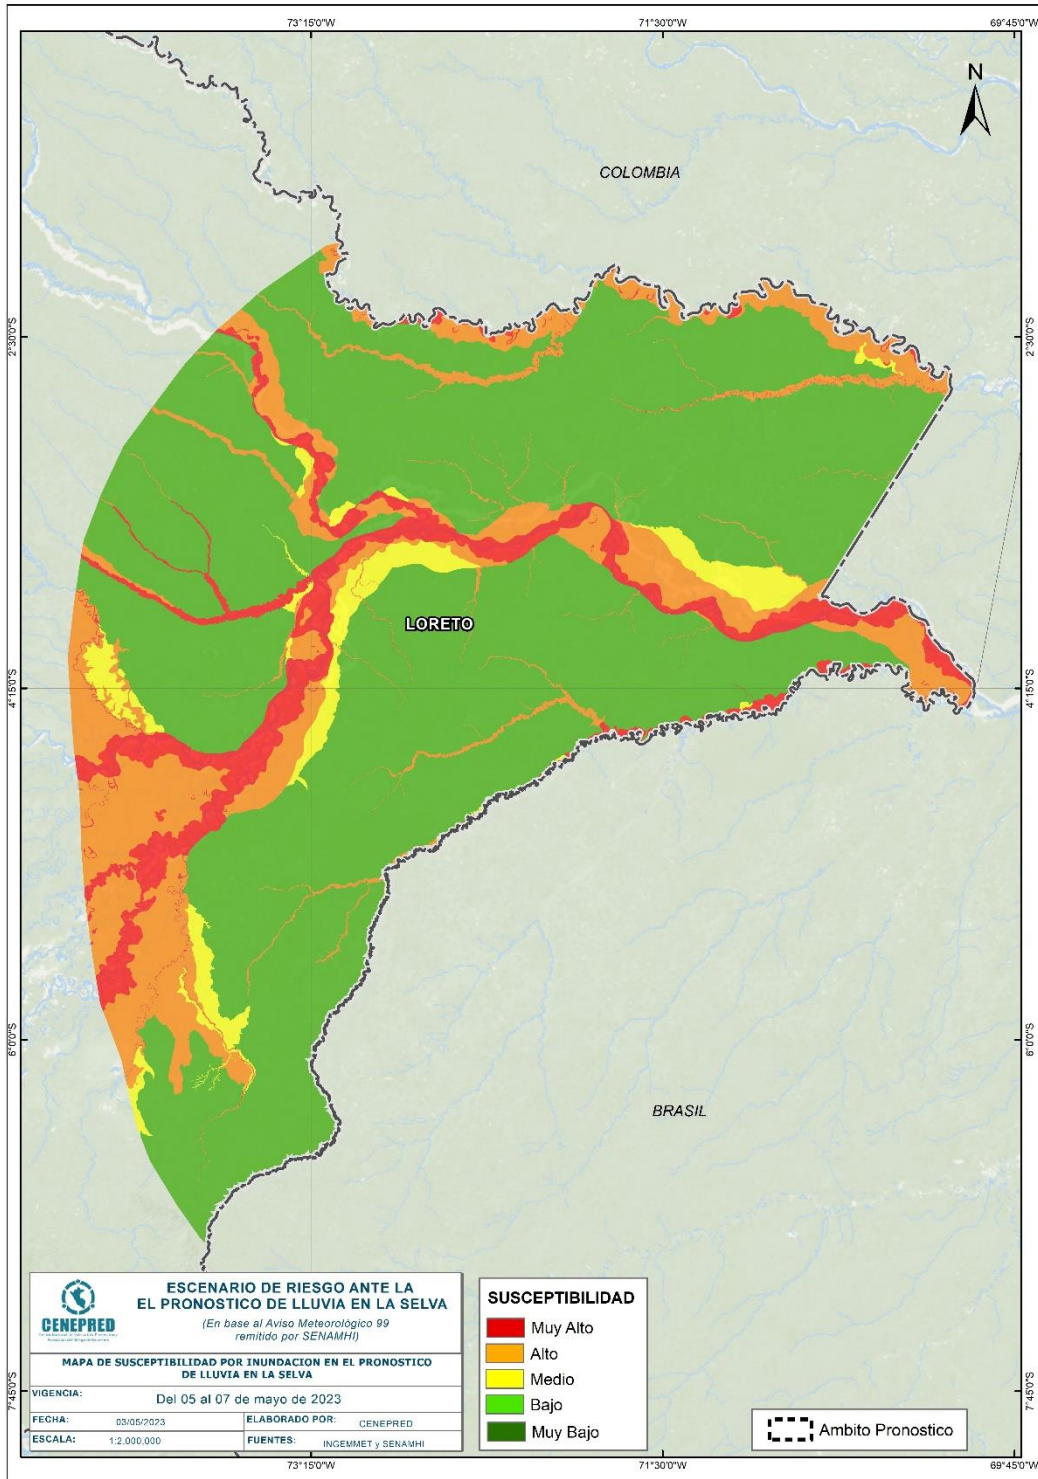 73°15'0"W
71°30'0"W
69°45'0"W
N
COLOMBIA
2°30'0"S
2°30'0"S
LORETO
4°15'0"S
4°15'0"S
6°0'0"S
6°0'0"S
BRASIL
CENEPRED
ESCENARIO DE RIESGO ANTE LA
EL PRONOSTICO DE LLUVIA EN LA SELVA
(En base al Aviso Meteorológico 99
remitido por SENAMHI)
MAPA DE SUSCEPTIBILIDAD POR INUNDACION EN EL PRONOSTICO
DE LLUVIA EN LA SELVA
VIGENCIA: Del 05 al 07 de mayo de 2023
FECHA: 03/05/2023 ELABORADO POR: CENEPRED
ESCALA: 1:2,000,000 FUENTES: INGEMMET y SENAMHI
SUSCEPTIBILIDAD
Muy Alto
Alto
Medio
Bajo
Muy Bajo
Ambito Pronostico
7°45'0"S
7°45'0"S
73°15'0"W
71°30'0"W
69°45'0"W